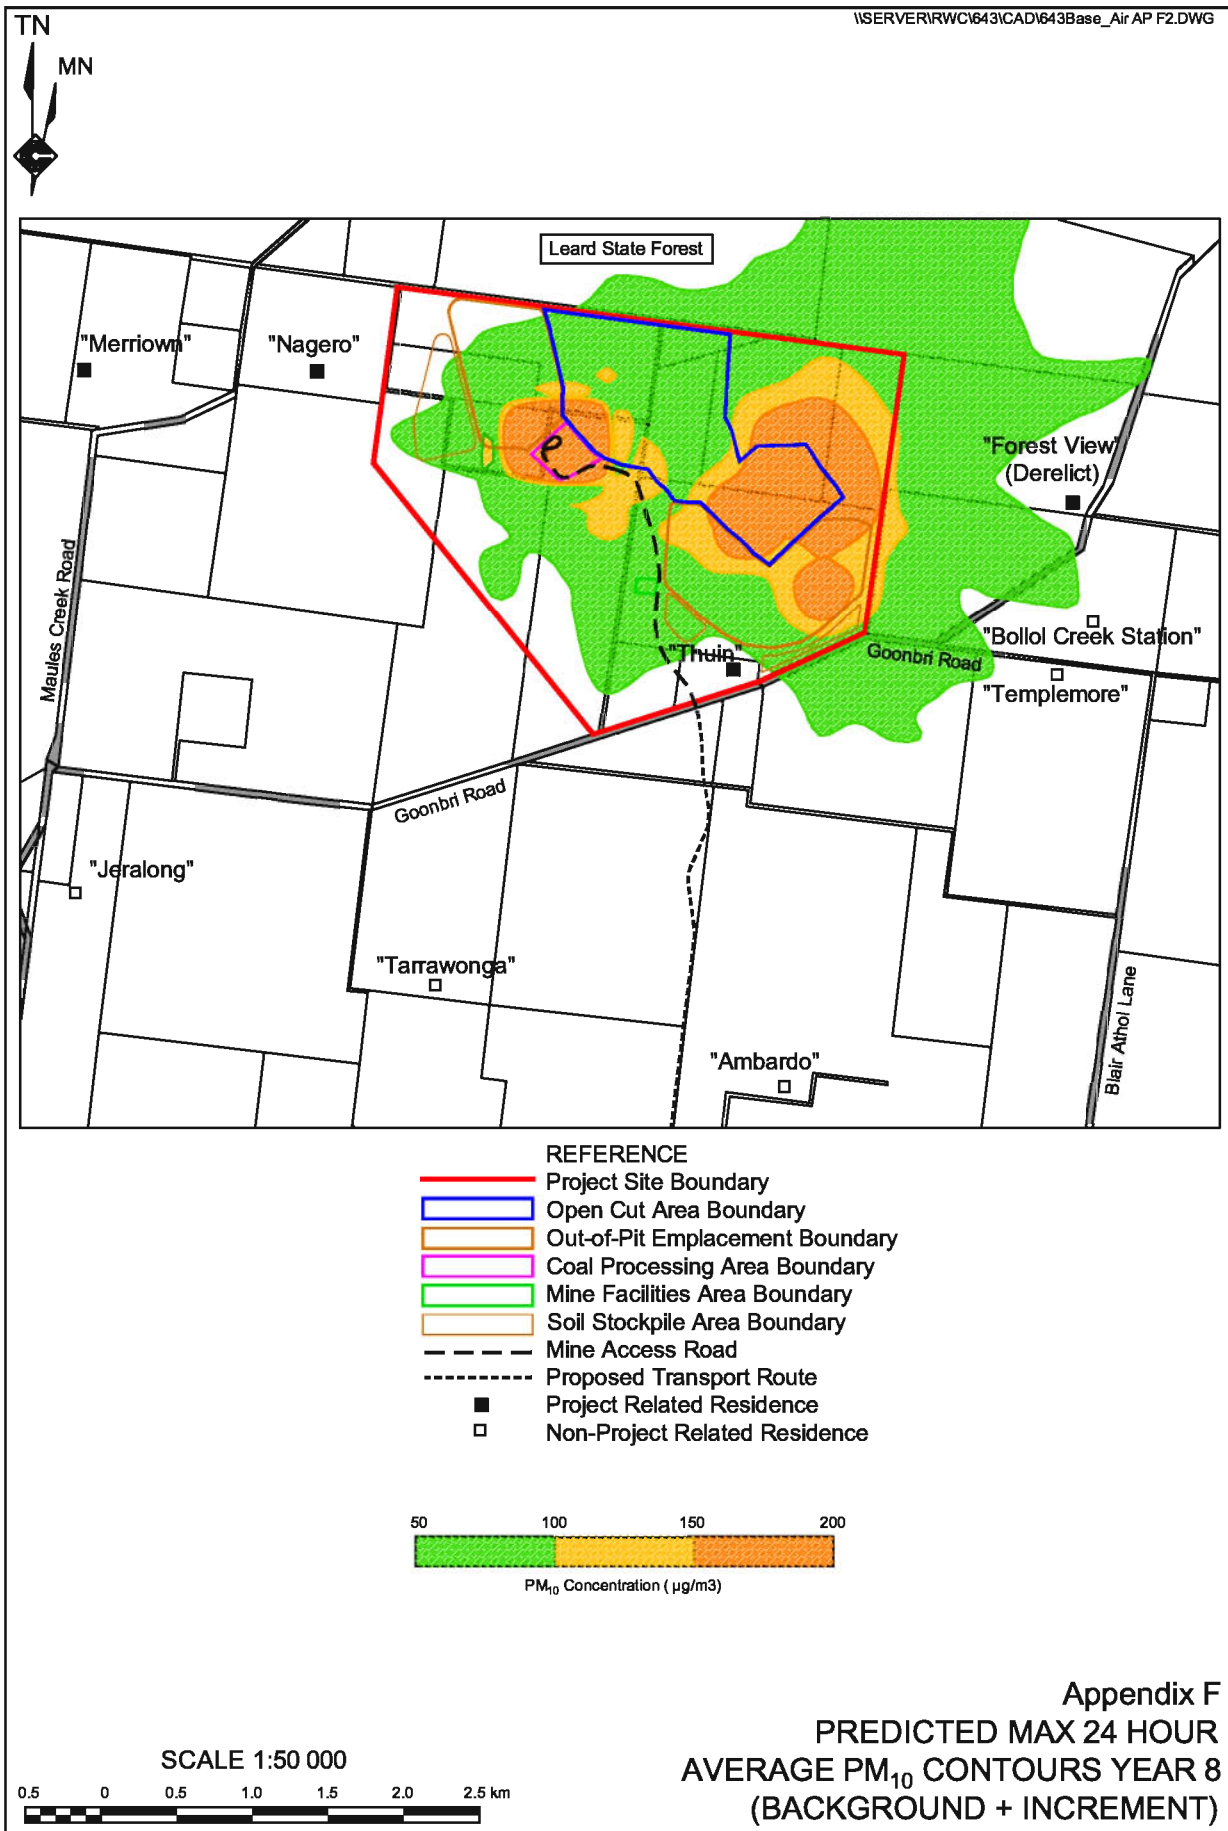 \\SERVER\RWC\643\CAD\643Base_Air AP F2.DWG
TN
MN
Leard State Forest
"Merriown"
"Nagero"
"Forest View"
(Derelict)
Maules Creek Road
"Thuin"
Goonbri Road
"Bollol Creek Station"
"Templemore"
Goonbri Road
"Jeralong"
"Tarrawonga"
"Ambardo"
Blair Athol Lane
REFERENCE
Project Site Boundary
Open Cut Area Boundary
Out-of-Pit Emplacement Boundary
Coal Processing Area Boundary
Mine Facilities Area Boundary
Soil Stockpile Area Boundary
Mine Access Road
Proposed Transport Route
Project Related Residence
Non-Project Related Residence
50 100 150 200
PM10 Concentration ( µg/m3)
Appendix F
PREDICTED MAX 24 HOUR
AVERAGE PM10 CONTOURS YEAR 8
(BACKGROUND + INCREMENT)
SCALE 1:50 000
0.5 0 0.5 1.0 1.5 2.0 2.5 km